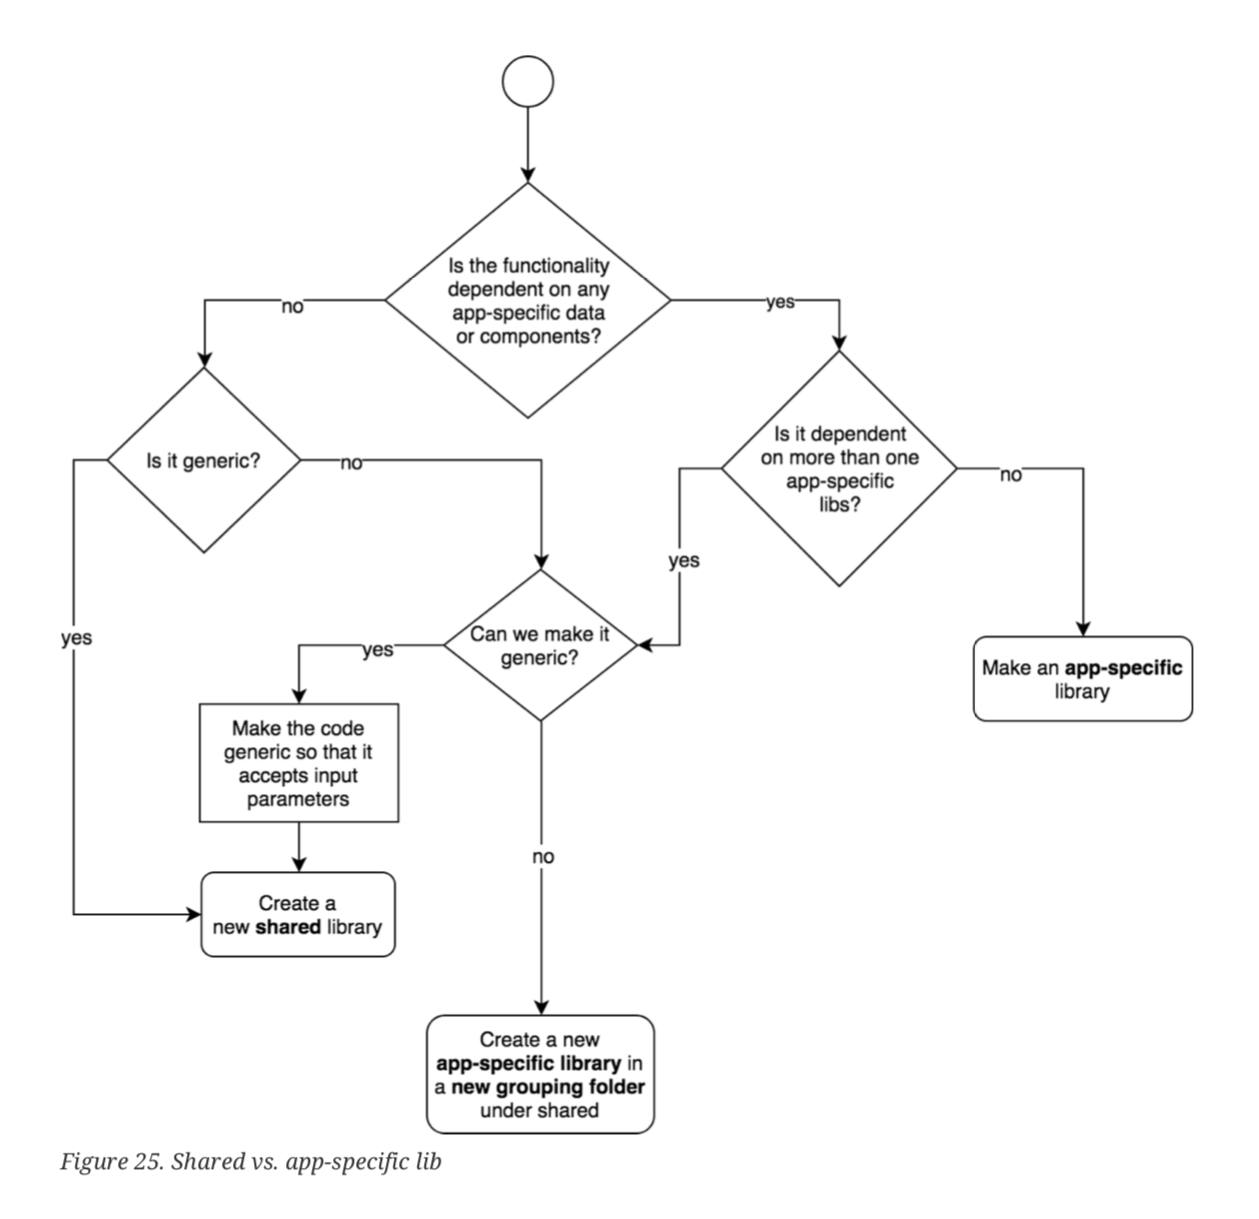 Is the functionality
dependent on any
app-specific data
or components?
no
yes
Is it generic?
no
Is it dependent
on more than one
app-specific
libs?
no
yes
yes
Can we make it
generic?
yes
Make an app-specific
library
Make the code
generic so that it
accepts input
parameters
no
Create a
new shared library
Create a new
app-specific library in
a new grouping folder
under shared
Figure 25. Shared vs. app-specific lib